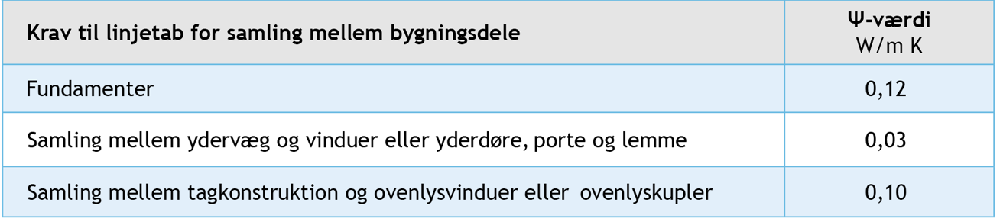 Krav til linjetab for samling mellem bygningsdele
Ψ-værdi
W/m K
Fundamenter
0,12
Samling mellem ydervæg og vinduer eller yderdøre, porte og lemme
0,03
Samling mellem tagkonstruktion og ovenlysvinduer eller ovenlyskupler
0,10